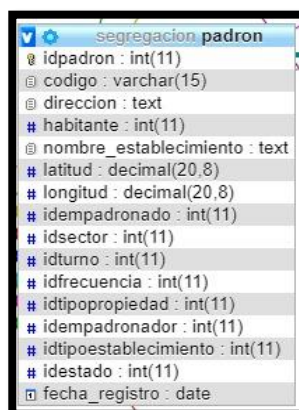 segregacion padron
idpadron : int(11)
codigo : varchar(15)
direccion : text
# habitante : int(11)
nombre_establecimiento : text
# latitud : decimal(20,8)
# longitud : decimal(20,8)
# idempadronado : int(11)
# idsector : int(11)
# idturno : int(11)
# idfrecuencia : int(11)
# idtipopropiedad : int(11)
# idempadronador : int(11)
# idtipoestablecimiento : int(11)
# idestado : int(11)
fecha_registro : date